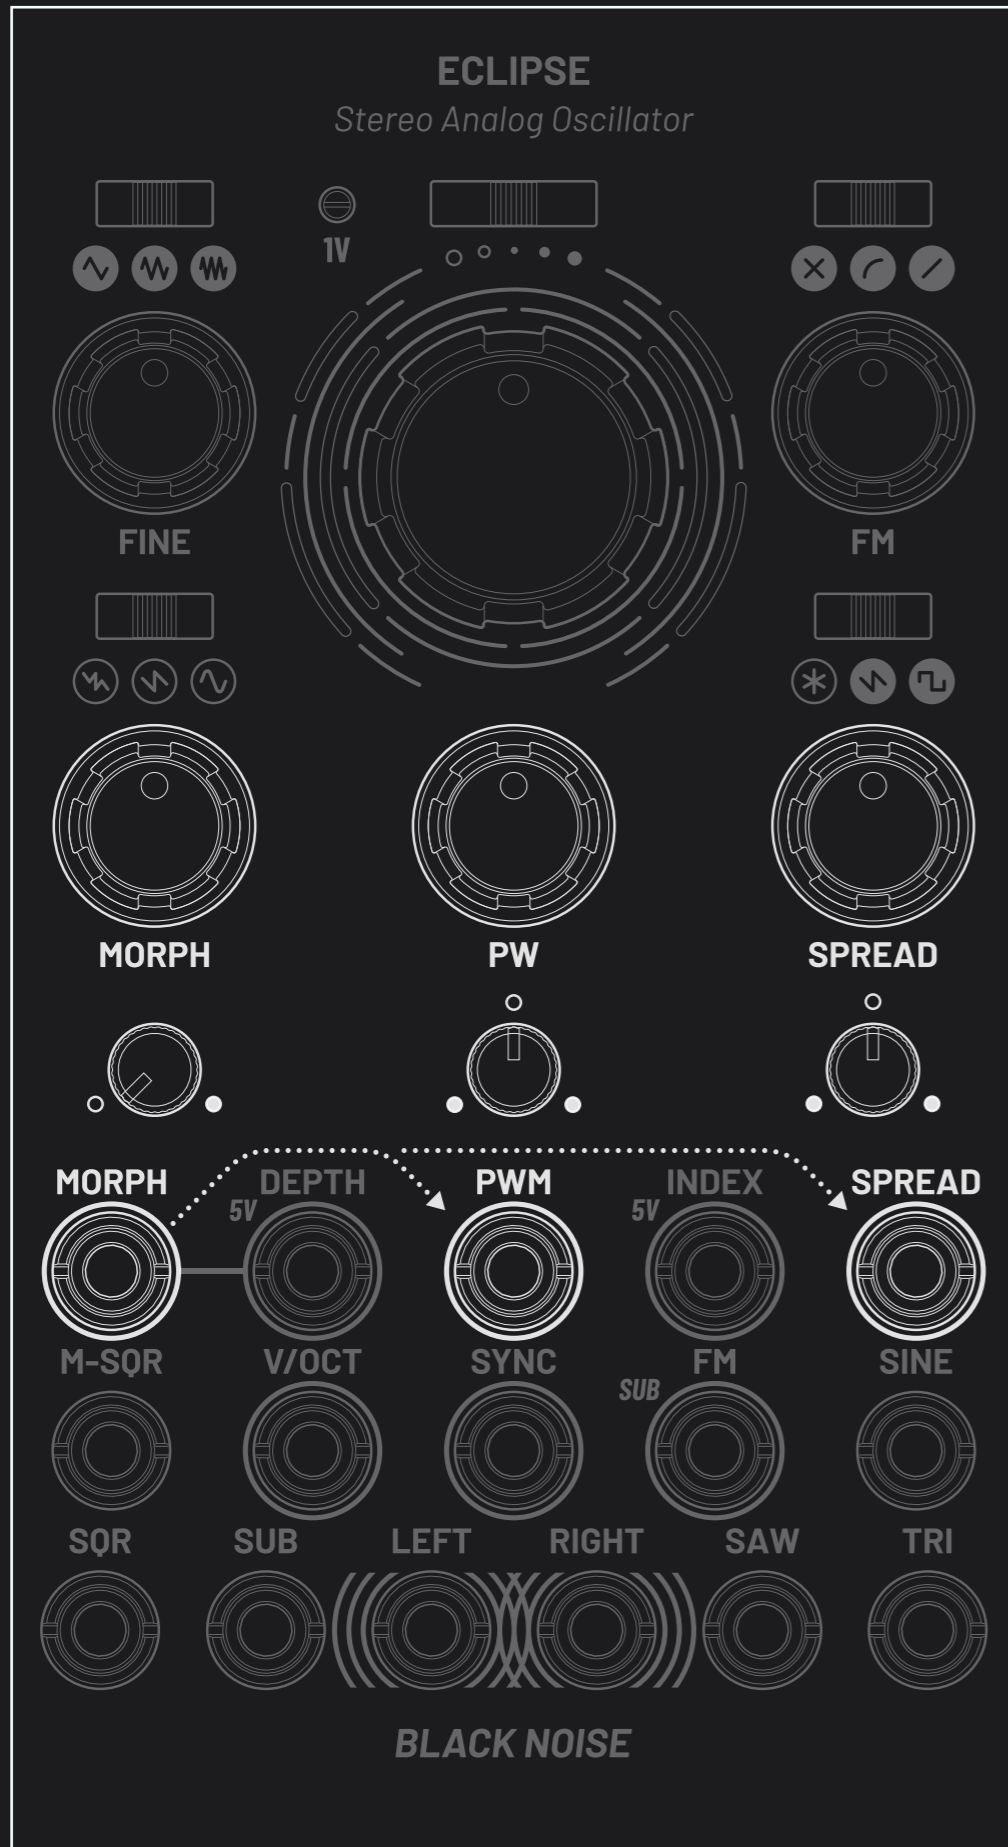 ECLIPSE
Stereo Analog Oscillator
1V
FINE
FM
MORPH PW SPREAD
MORPH DEPTH PWM INDEX SPREAD
5V 5V
M-SQR V/OCT SYNC FM SINE
SUB
SQR SUB LEFT RIGHT SAW TRI
BLACK NOISE